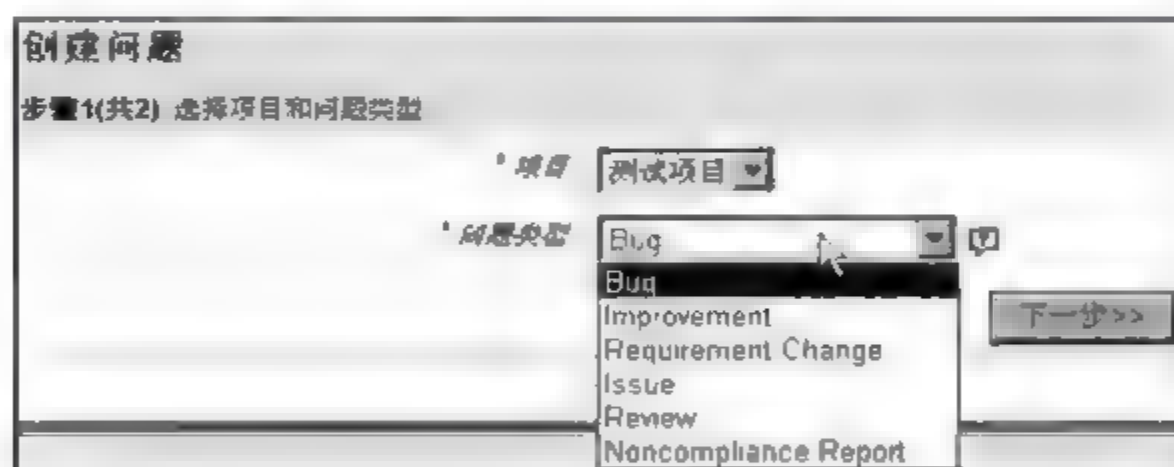 创建问题
步骤1(共2) 选择项目和问题类型
* 项目 测试项目
* 问题类型 Bug
Bug
Improvement
下一步>>
Requirement Change
Issue
Review
Noncompliance Report